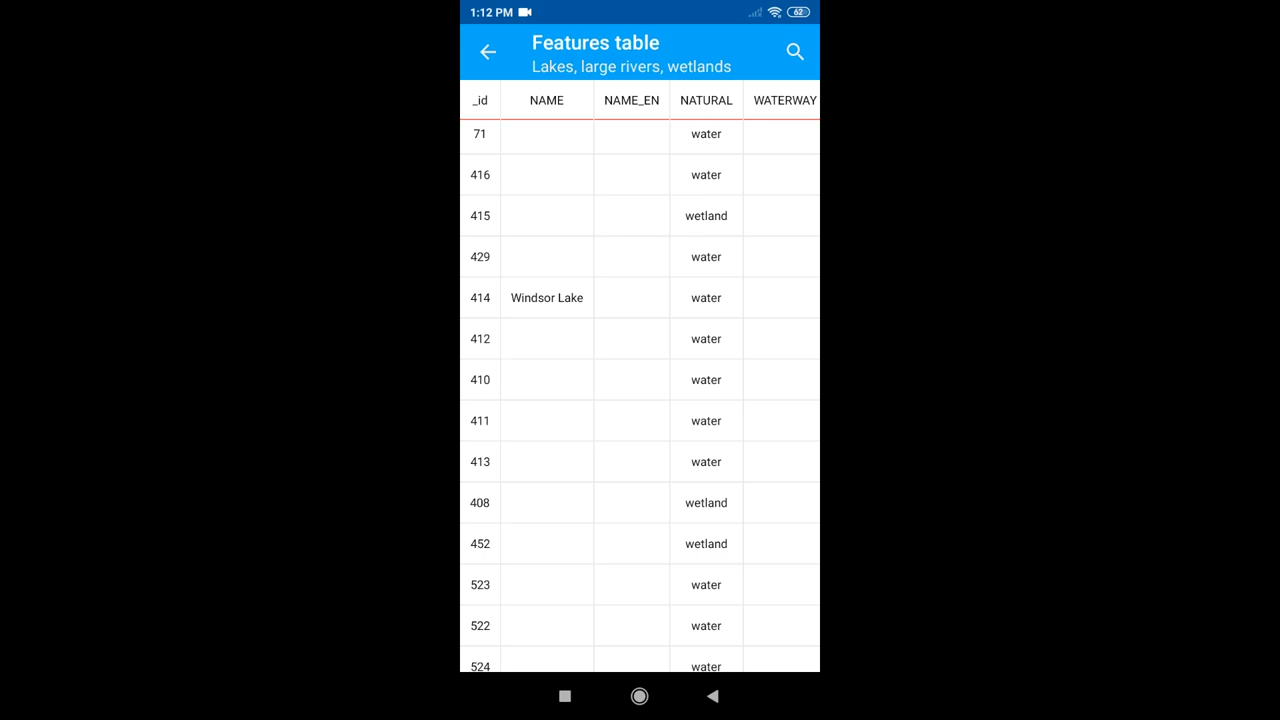 1:12 PM 62
Features table
Lakes, large rivers, wetlands
_id NAME NAME_EN NATURAL WATERWAY
71 water
416 water
415 wetland
429 water
414 Windsor Lake water
412 water
410 water
411 water
413 water
408 wetland
452 wetland
523 water
522 water
524 water